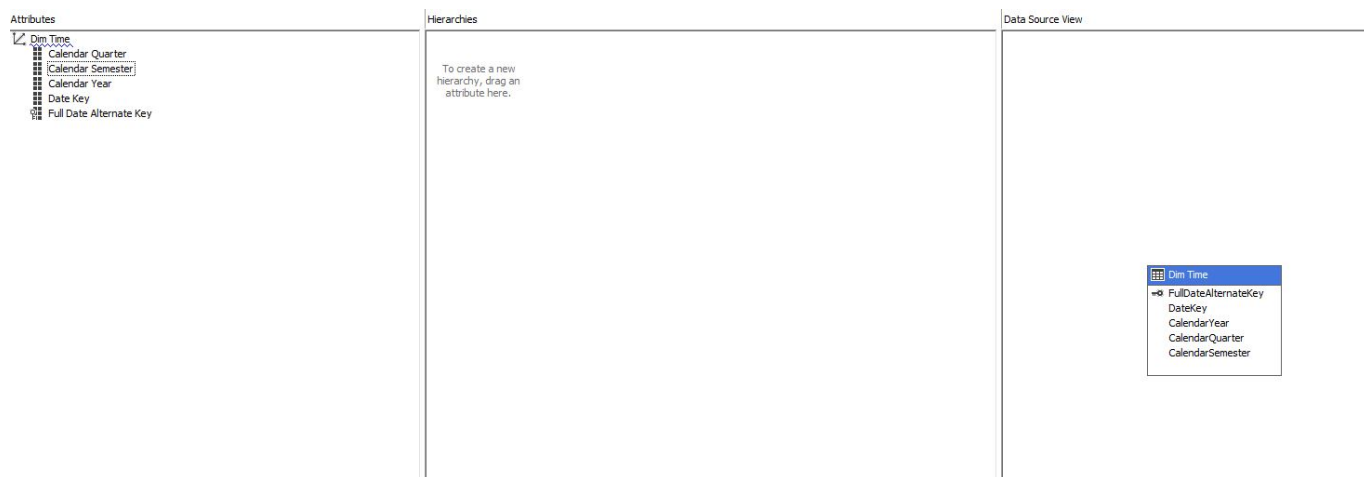 Attributes
Dim Time
Calendar Quarter
Calendar Semester
Calendar Year
Date Key
Full Date Alternate Key
Hierarchies
To create a new
hierarchy, drag an
attribute here.
Data Source View
Dim Time
FullDateAlternateKey
DateKey
CalendarYear
CalendarQuarter
CalendarSemester